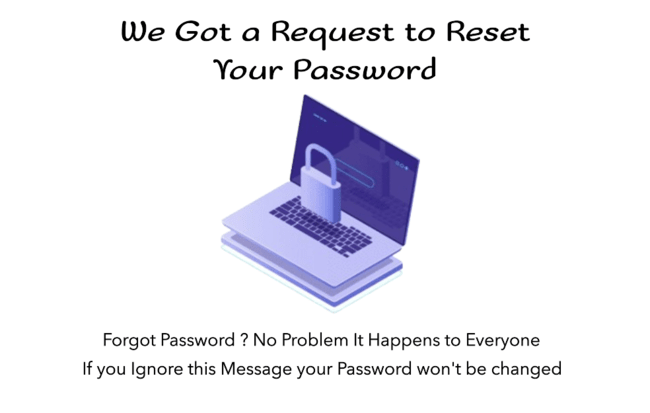 We Got a Request to Reset
Your Password
Forgot Password ? No Problem It Happens to Everyone
If you Ignore this Message your Password won't be changed